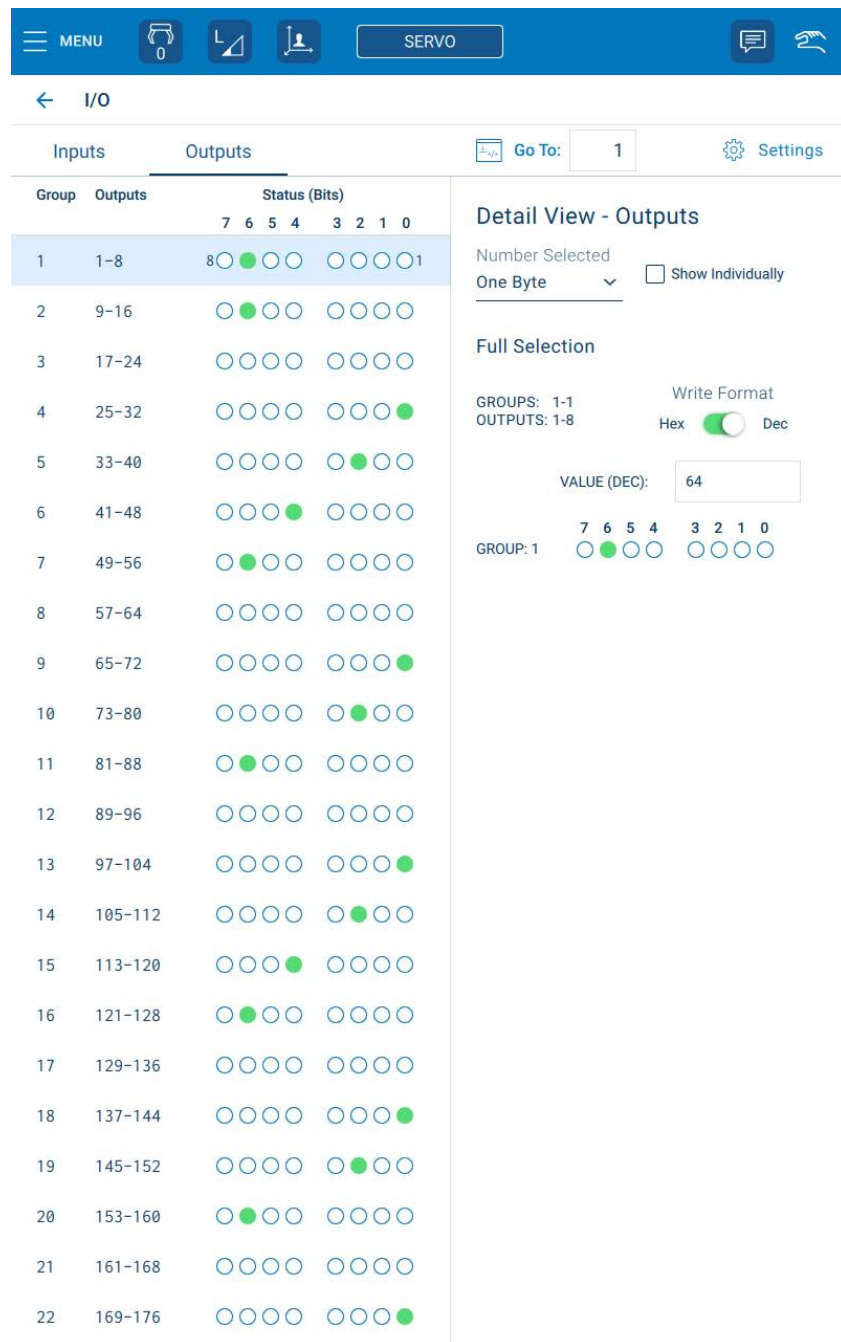 MENU 0 L SERVO
I/O
Inputs Outputs Go To: 1 Settings
Group Outputs Status (Bits)
7 6 5 4 3 2 1 0
1 1-8 8 1
2 9-16
3 17-24
4 25-32
5 33-40
6 41-48
7 49-56
8 57-64
9 65-72
10 73-80
11 81-88
12 89-96
13 97-104
14 105-112
15 113-120
16 121-128
17 129-136
18 137-144
19 145-152
20 153-160
21 161-168
22 169-176
Detail View - Outputs
Number Selected
One Byte Show Individually
Full Selection
GROUPS: 1-1
OUTPUTS: 1-8
Write Format
Hex Dec
VALUE (DEC): 64
7 6 5 4 3 2 1 0
GROUP: 1